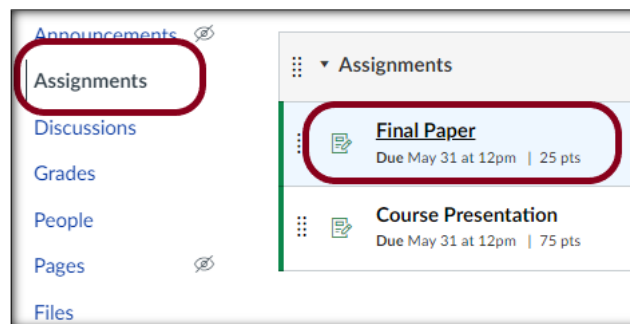 Announcements
Assignments
Discussions
Grades
People
Pages
Files
Assignments
Final Paper
Due May 31 at 12pm | 25 pts
Course Presentation
Due May 31 at 12pm | 75 pts